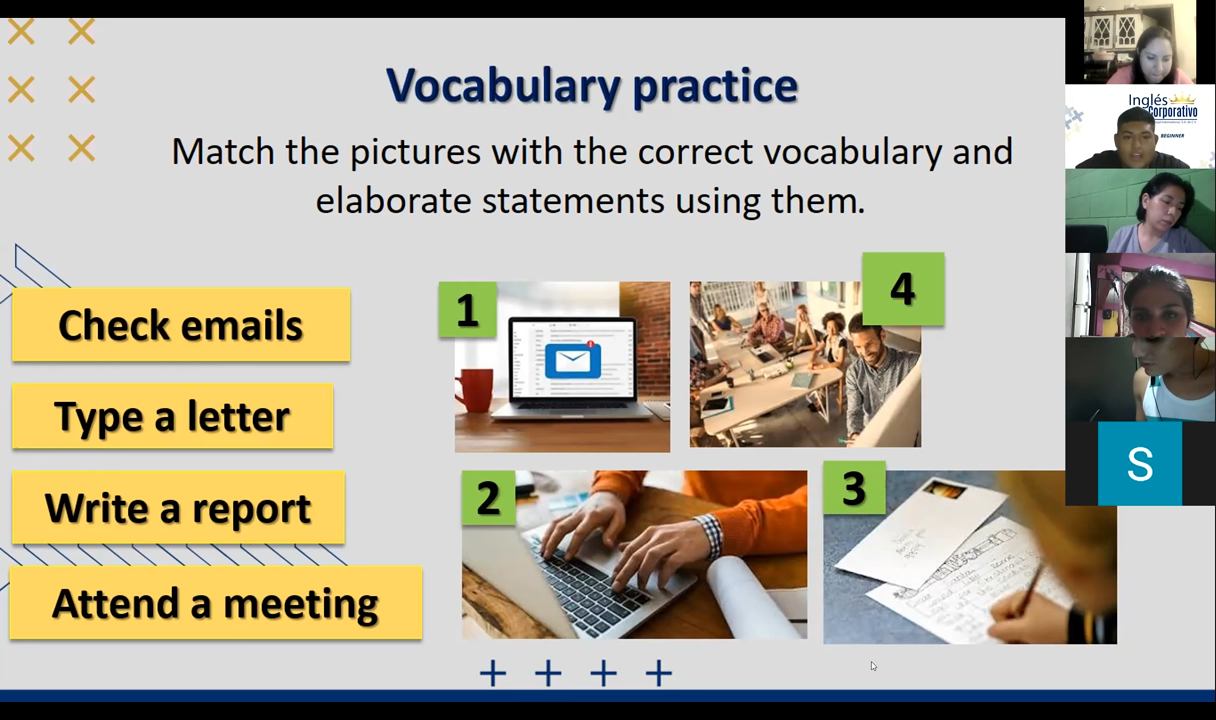 Vocabulary practice
Match the pictures with the correct vocabulary and
elaborate statements using them.
Check emails
Type a letter
Write a report
Attend a meeting
1
4
2
3
Inglés
Corporativo
BEGINNER
S